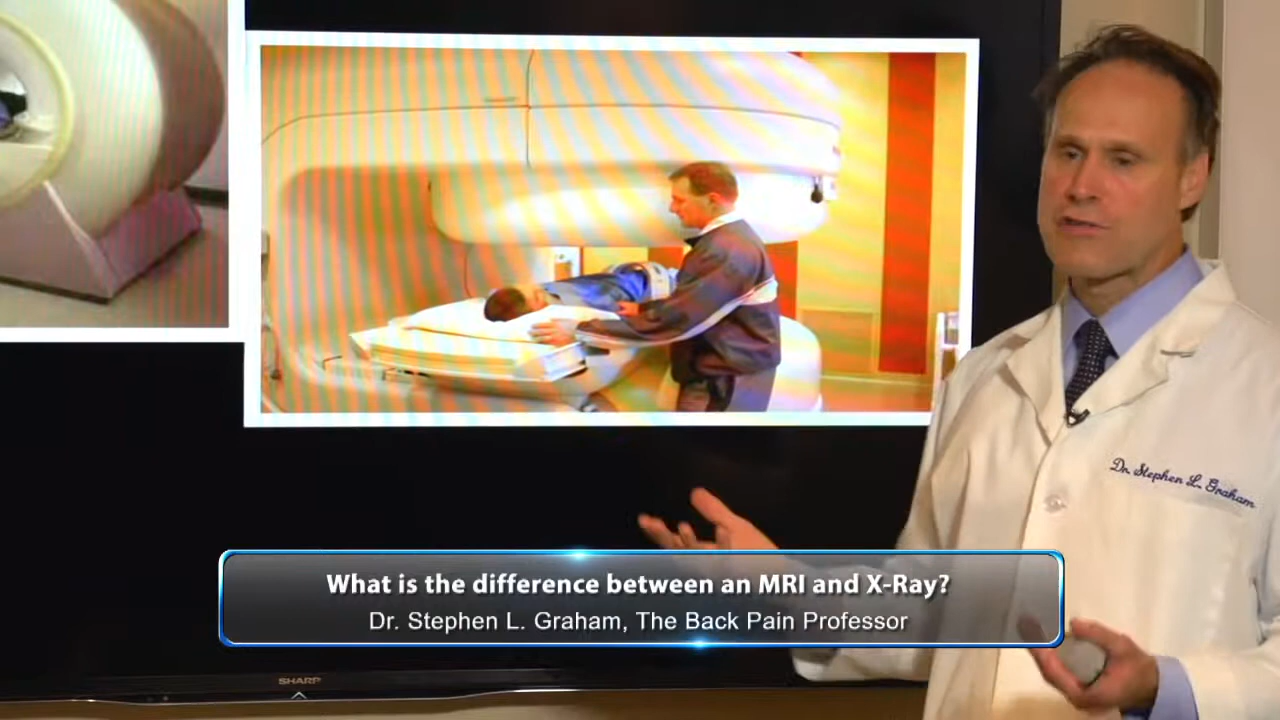 Dr. Stephen L. Graham
What is the difference between an MRI and X-Ray?
Dr. Stephen L. Graham, The Back Pain Professor
SHARP